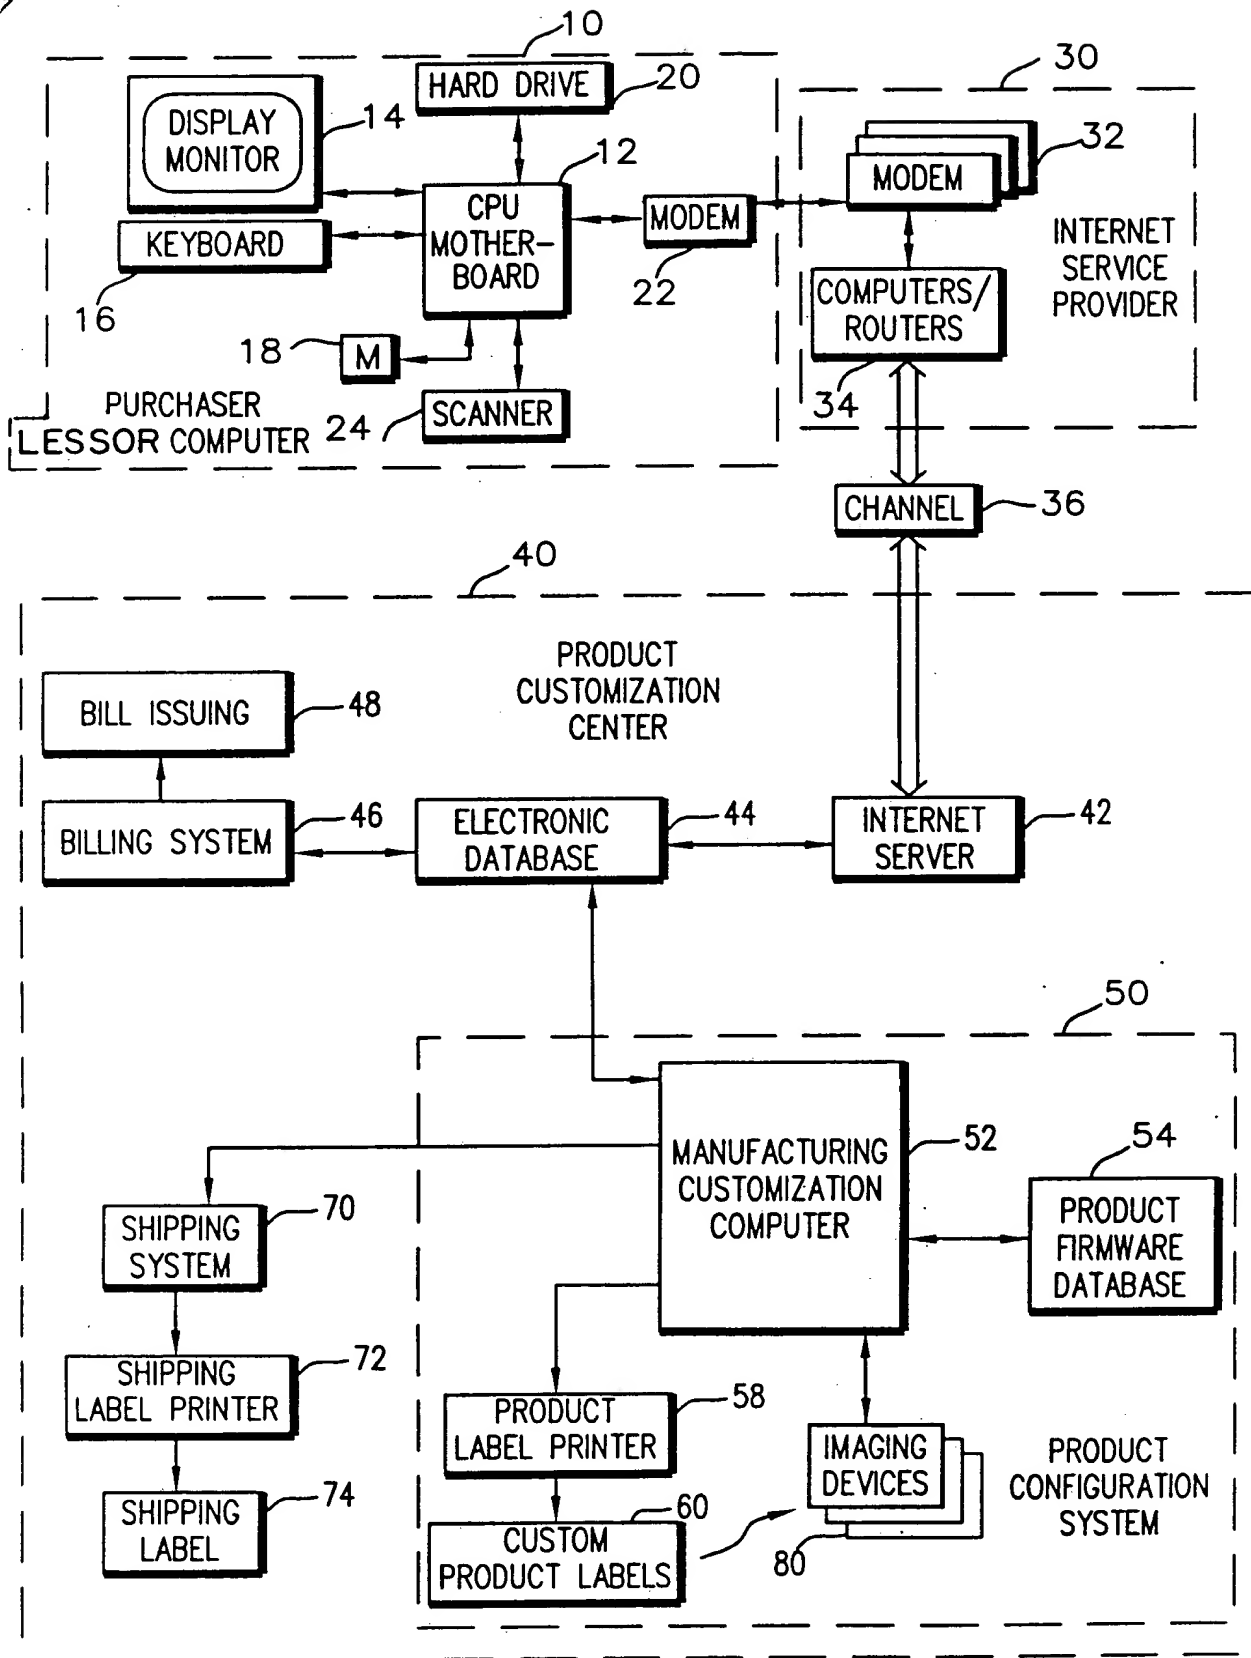 10
30
HARD DRIVE
20
DISPLAY
MONITOR
14
12
32
MODEM
CPU
MOTHER-
BOARD
MODEM
22
KEYBOARD
16
INTERNET
SERVICE
PROVIDER
COMPUTERS/
ROUTERS
34
18
M
PURCHASER
LESSOR COMPUTER
24
SCANNER
CHANNEL
36
40
PRODUCT
CUSTOMIZATION
CENTER
BILL ISSUING
48
BILLING SYSTEM
46
ELECTRONIC
DATABASE
44
INTERNET
SERVER
42
50
MANUFACTURING
CUSTOMIZATION
COMPUTER
52
54
PRODUCT
FIRMWARE
DATABASE
SHIPPING
SYSTEM
70
SHIPPING
LABEL PRINTER
72
SHIPPING
LABEL
74
PRODUCT
LABEL PRINTER
58
60
CUSTOM
PRODUCT LABELS
IMAGING
DEVICES
80
PRODUCT
CONFIGURATION
SYSTEM